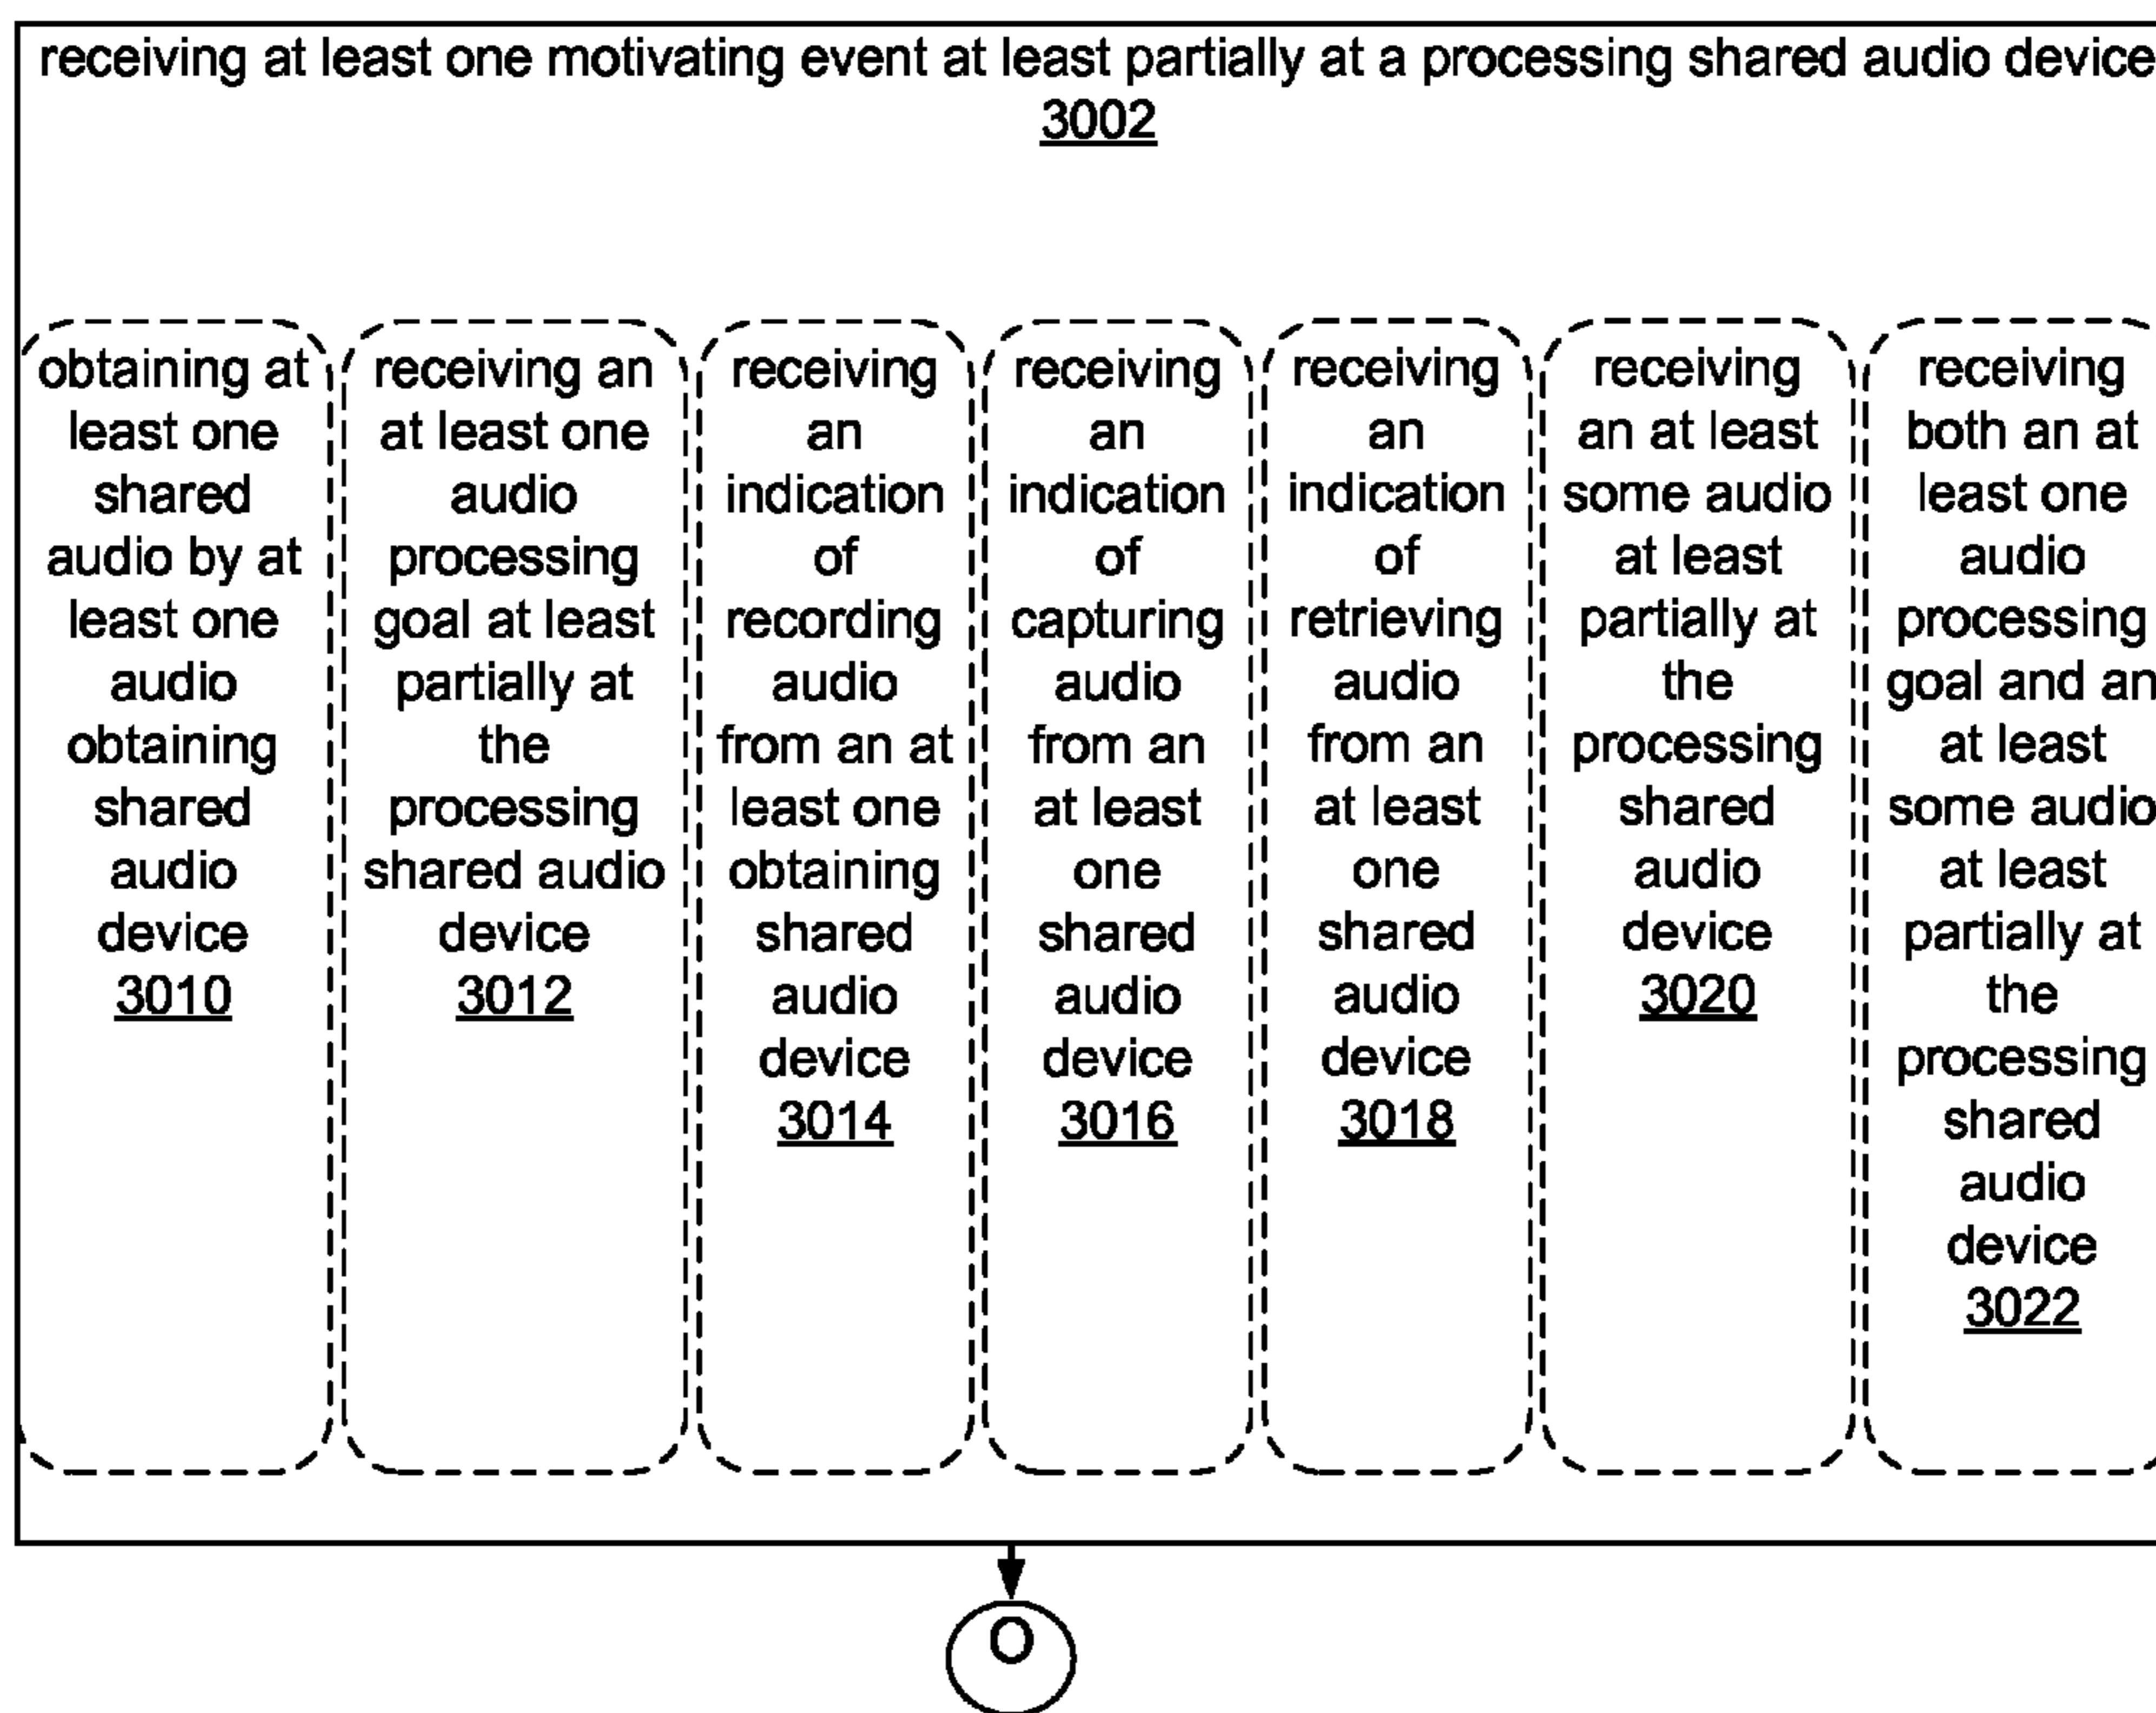 receiving at least one motivating event at least partially at a processing shared audio device
3002
obtaining at
least one
shared
audio by at
least one
audio
obtaining
shared
audio
device
3010
receiving an
at least one
audio
processing
goal at least
partially at
the
processing
shared audio
device
3012
receiving
an
indication
of
recording
audio
from an at
least one
obtaining
shared
audio
device
3014
receiving
an
indication
of
capturing
audio
from an
at least
one
shared
audio
device
3016
receiving
an
indication
of
retrieving
audio
from an
at least
one
shared
audio
device
3018
receiving
an at least
some audio
at least
partially at
the
processing
shared
audio
device
3020
receiving
both an at
least one
audio
processing
goal and an
at least
some audio
at least
partially at
the
processing
shared
audio
device
3022
O